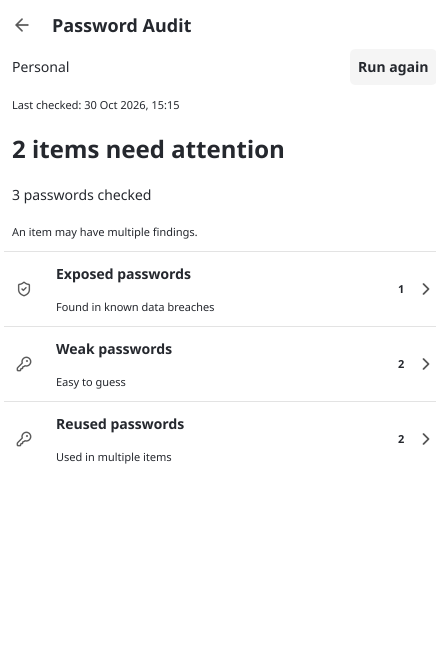 Password Audit
Personal
Run again
Last checked: 30 Oct 2026, 15:15
2 items need attention
3 passwords checked
An item may have multiple findings.
Exposed passwords
1
Found in known data breaches
Weak passwords
2
Easy to guess
Reused passwords
2
Used in multiple items